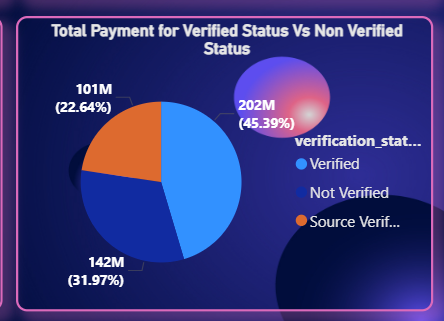 Total Payment for Verified Status Vs Non Verified
Status
101M
(22.64%)
202M
(45.39%)
verification_stat...
Verified
Not Verified
Source Verif...
142M
(31.97%)